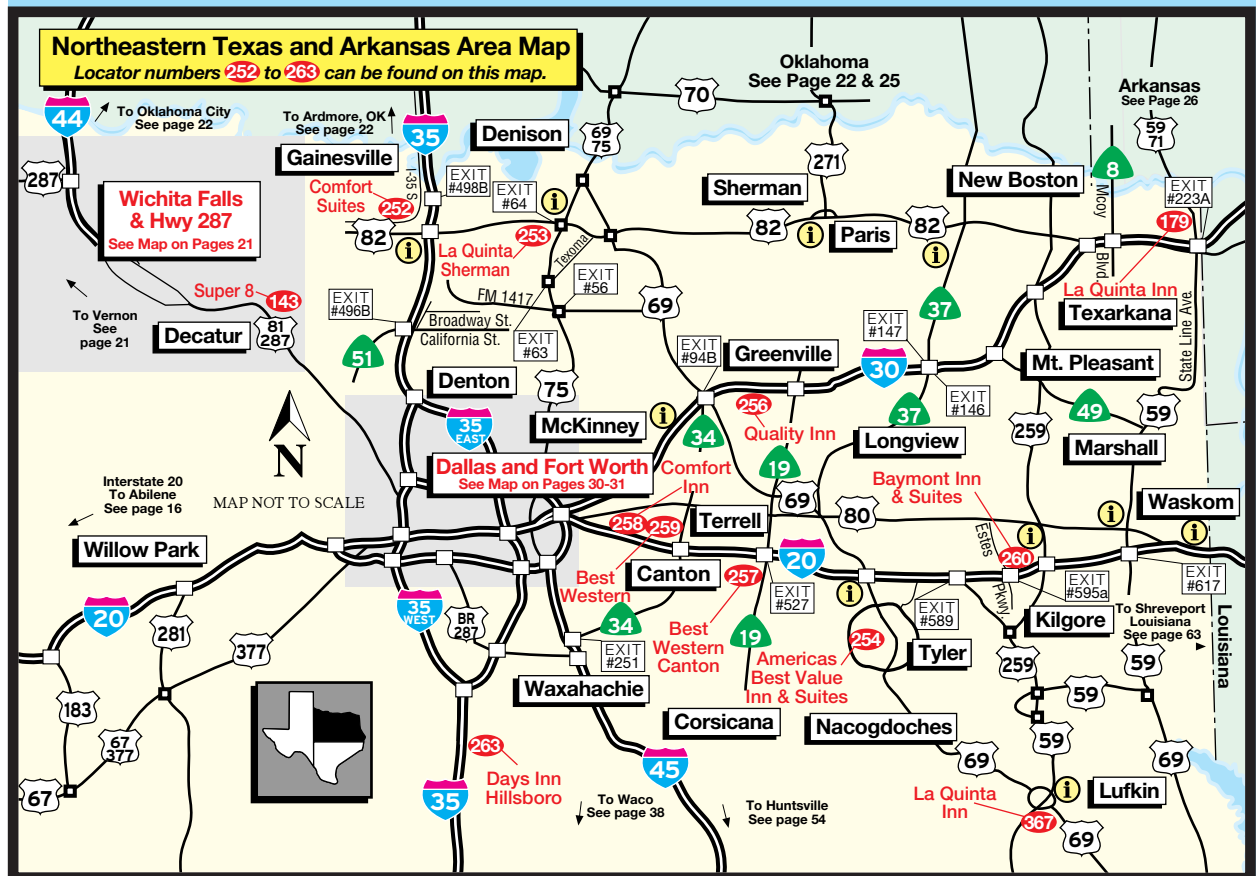 Northeastern Texas and Arkansas Area Map
Locator numbers 252 to 263 can be found on this map.
Oklahoma
See Page 22 & 25
Arkansas
See Page 26
44
To Oklahoma City
See page 22
To Ardmore, OK
See page 22
35
Denison
69
75
70
271
59
71
8
Mccoy
Blvd.
287
Gainesville
I-35 S.
EXIT
#498B
EXIT
#64
i
Sherman
New Boston
EXIT
#223A
Wichita Falls
& Hwy 287
See Map on Pages 21
Comfort
Suites
252
82
i
La Quinta
Sherman
253
Texoma
82
i
Paris
82
i
179
La Quinta Inn
Texarkana
State Line Ave.
To Vernon
See
page 21
Super 8
143
Decatur
81
287
EXIT
#496B
51
Broadway St.
California St.
FM 1417
EXIT
#56
EXIT
#63
69
EXIT
#94B
Greenville
EXIT
#147
37
30
Mt. Pleasant
Denton
75
35
EAST
McKinney
i
34
256
Quality Inn
19
37
EXIT
#146
Longview
259
49
59
Marshall
N
MAP NOT TO SCALE
Dallas and Fort Worth
See Map on Pages 30-31
Comfort
Inn
69
Baymont Inn
& Suites
Interstate 20
To Abilene
See page 16
Willow Park
258
259
Terrell
80
Estes
Pkwy.
260
i
i
Waskom
i
Best
Western
Canton
257
20
EXIT
#527
i
EXIT
#589
EXIT
#595a
EXIT
#617
20
281
377
35
WEST
BR
287
34
EXIT
#251
Best
Western
Canton
19
Americas
Best Value
Inn & Suites
254
Tyler
Kilgore
To Shreveport
Louisiana
See page 63
Louisiana
183
67
377
67
Waxahachie
Corsicana
Nacogdoches
259
59
59
59
69
263
Days Inn
Hillsboro
35
45
To Waco
See page 38
To Huntsville
See page 54
69
La Quinta
Inn
367
i
Lufkin
69